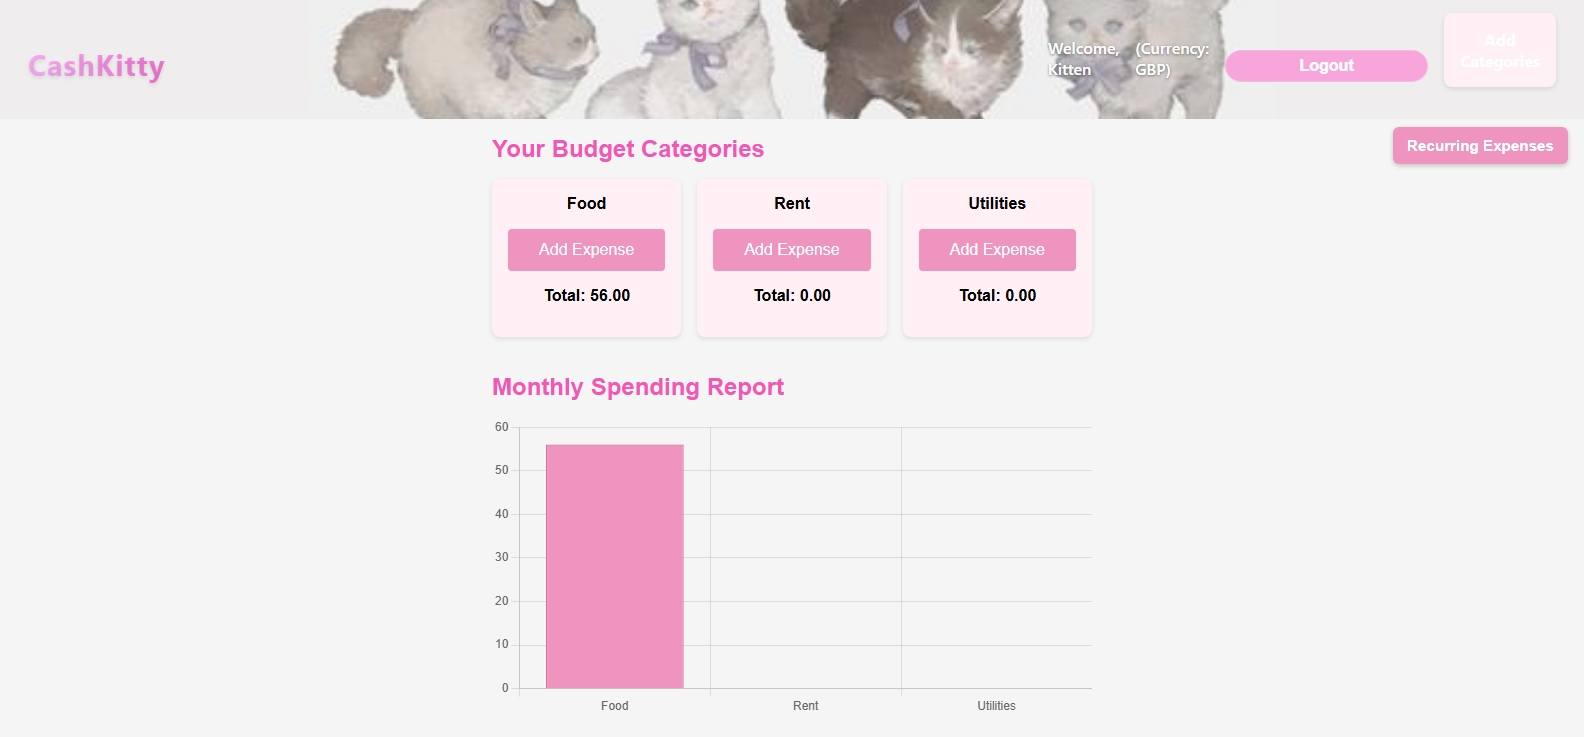 CashKitty
Welcome,
Kitten
(Currency:
GBP)
Logout
Add
Categories
Recurring Expenses
Your Budget Categories
Food
Add Expense
Total: 56.00
Rent
Add Expense
Total: 0.00
Utilities
Add Expense
Total: 0.00
Monthly Spending Report
60
50
40
30
20
10
0
Food
Rent
Utilities